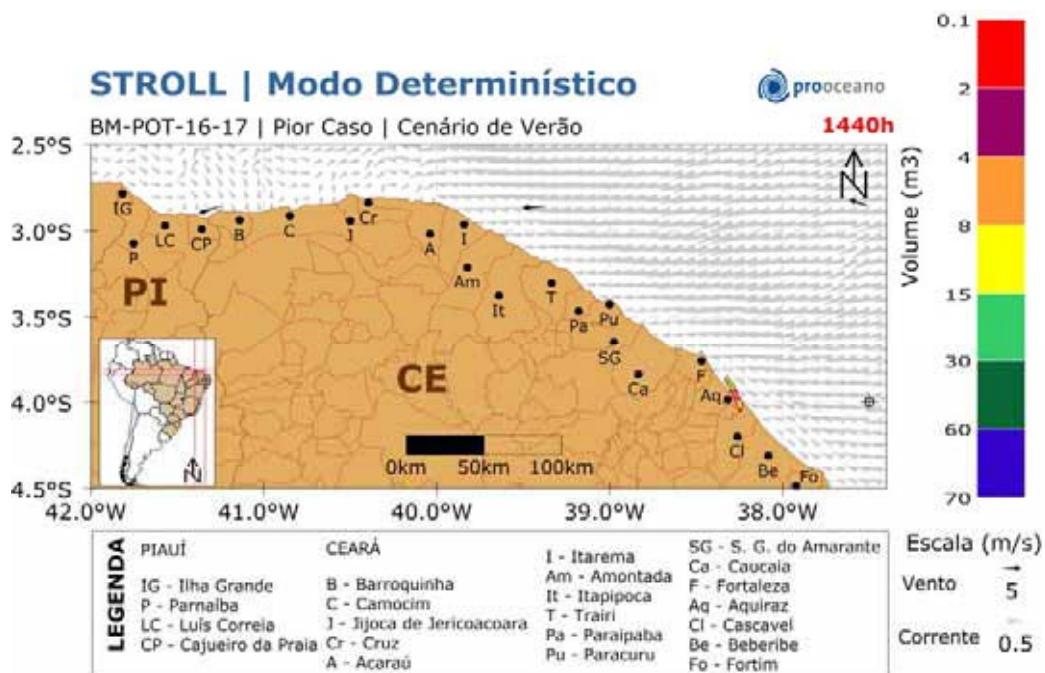 STROLL | Modo Determinístico
prooceano
BM-POT-16-17 | Pior Caso | Cenário de Verão
1440h
2.5°S
3.0°S
3.5°S
4.0°S
4.5°S
42.0°W
41.0°W
40.0°W
39.0°W
38.0°W
N
IG
P
LC
CP
B
C
J
Cr
A
I
Am
It
T
Pa
Pu
SG
Ca
F
Aq
Cl
Be
Fo
PI
CE
N
0km
50km
100km
0.1
2
4
8
15
30
60
70
Volume (m3)
LEGENDA
PIAUÍ
IG - Ilha Grande
P - Parnaíba
LC - Luís Correia
CP - Cajueiro da Praia
CEARÁ
B - Barroquinha
C - Camocim
J - Jijoca de Jericoacoara
Cr - Cruz
A - Acaraú
I - Itarema
Am - Amontada
It - Itapipoca
T - Trairi
Pa - Paraipaba
Pu - Paracuru
SG - S. G. do Amarante
Ca - Caucaia
F - Fortaleza
Aq - Aquiraz
Cl - Cascavel
Be - Beberibe
Fo - Fortim
Escala (m/s)
Vento
5
Corrente
0.5